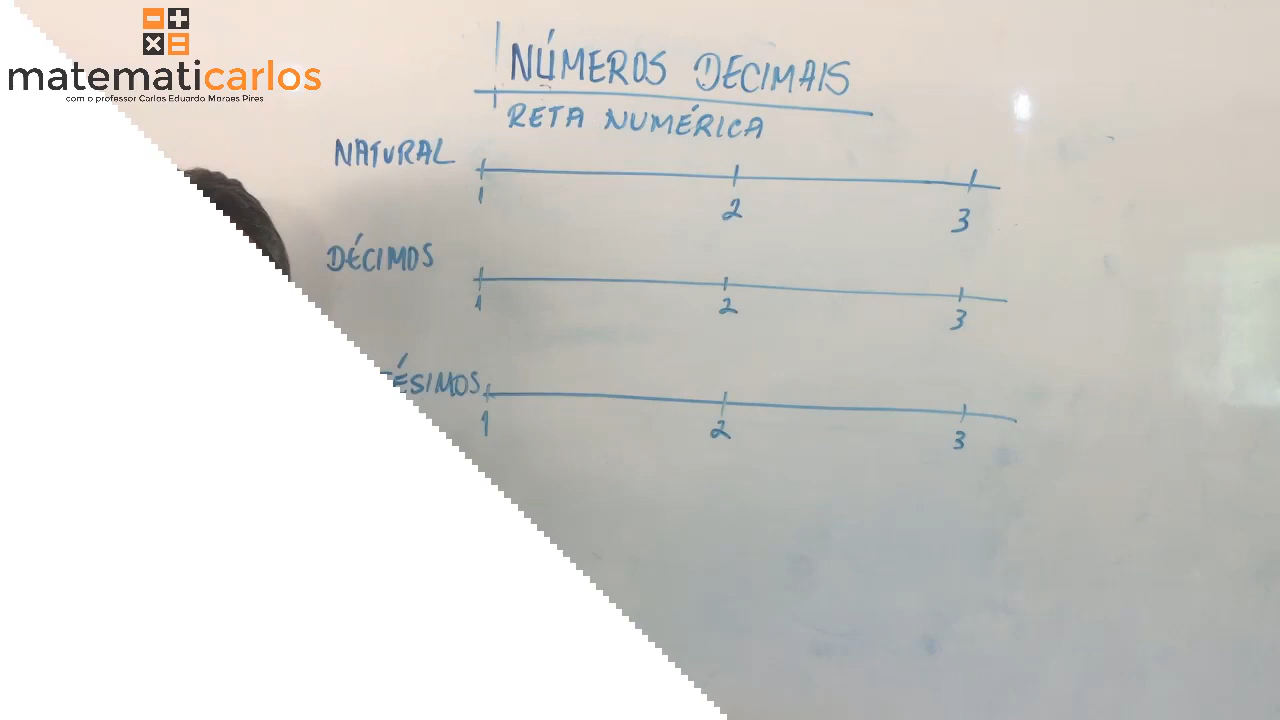 matematicarlos
com o professor Carlos Eduardo Moraes Pires
NÚMEROS DECIMAIS
RETA NUMÉRICA
NATURAL
1 2 3
DÉCIMOS
1 2 3
ÉSIMOS
1 2 3